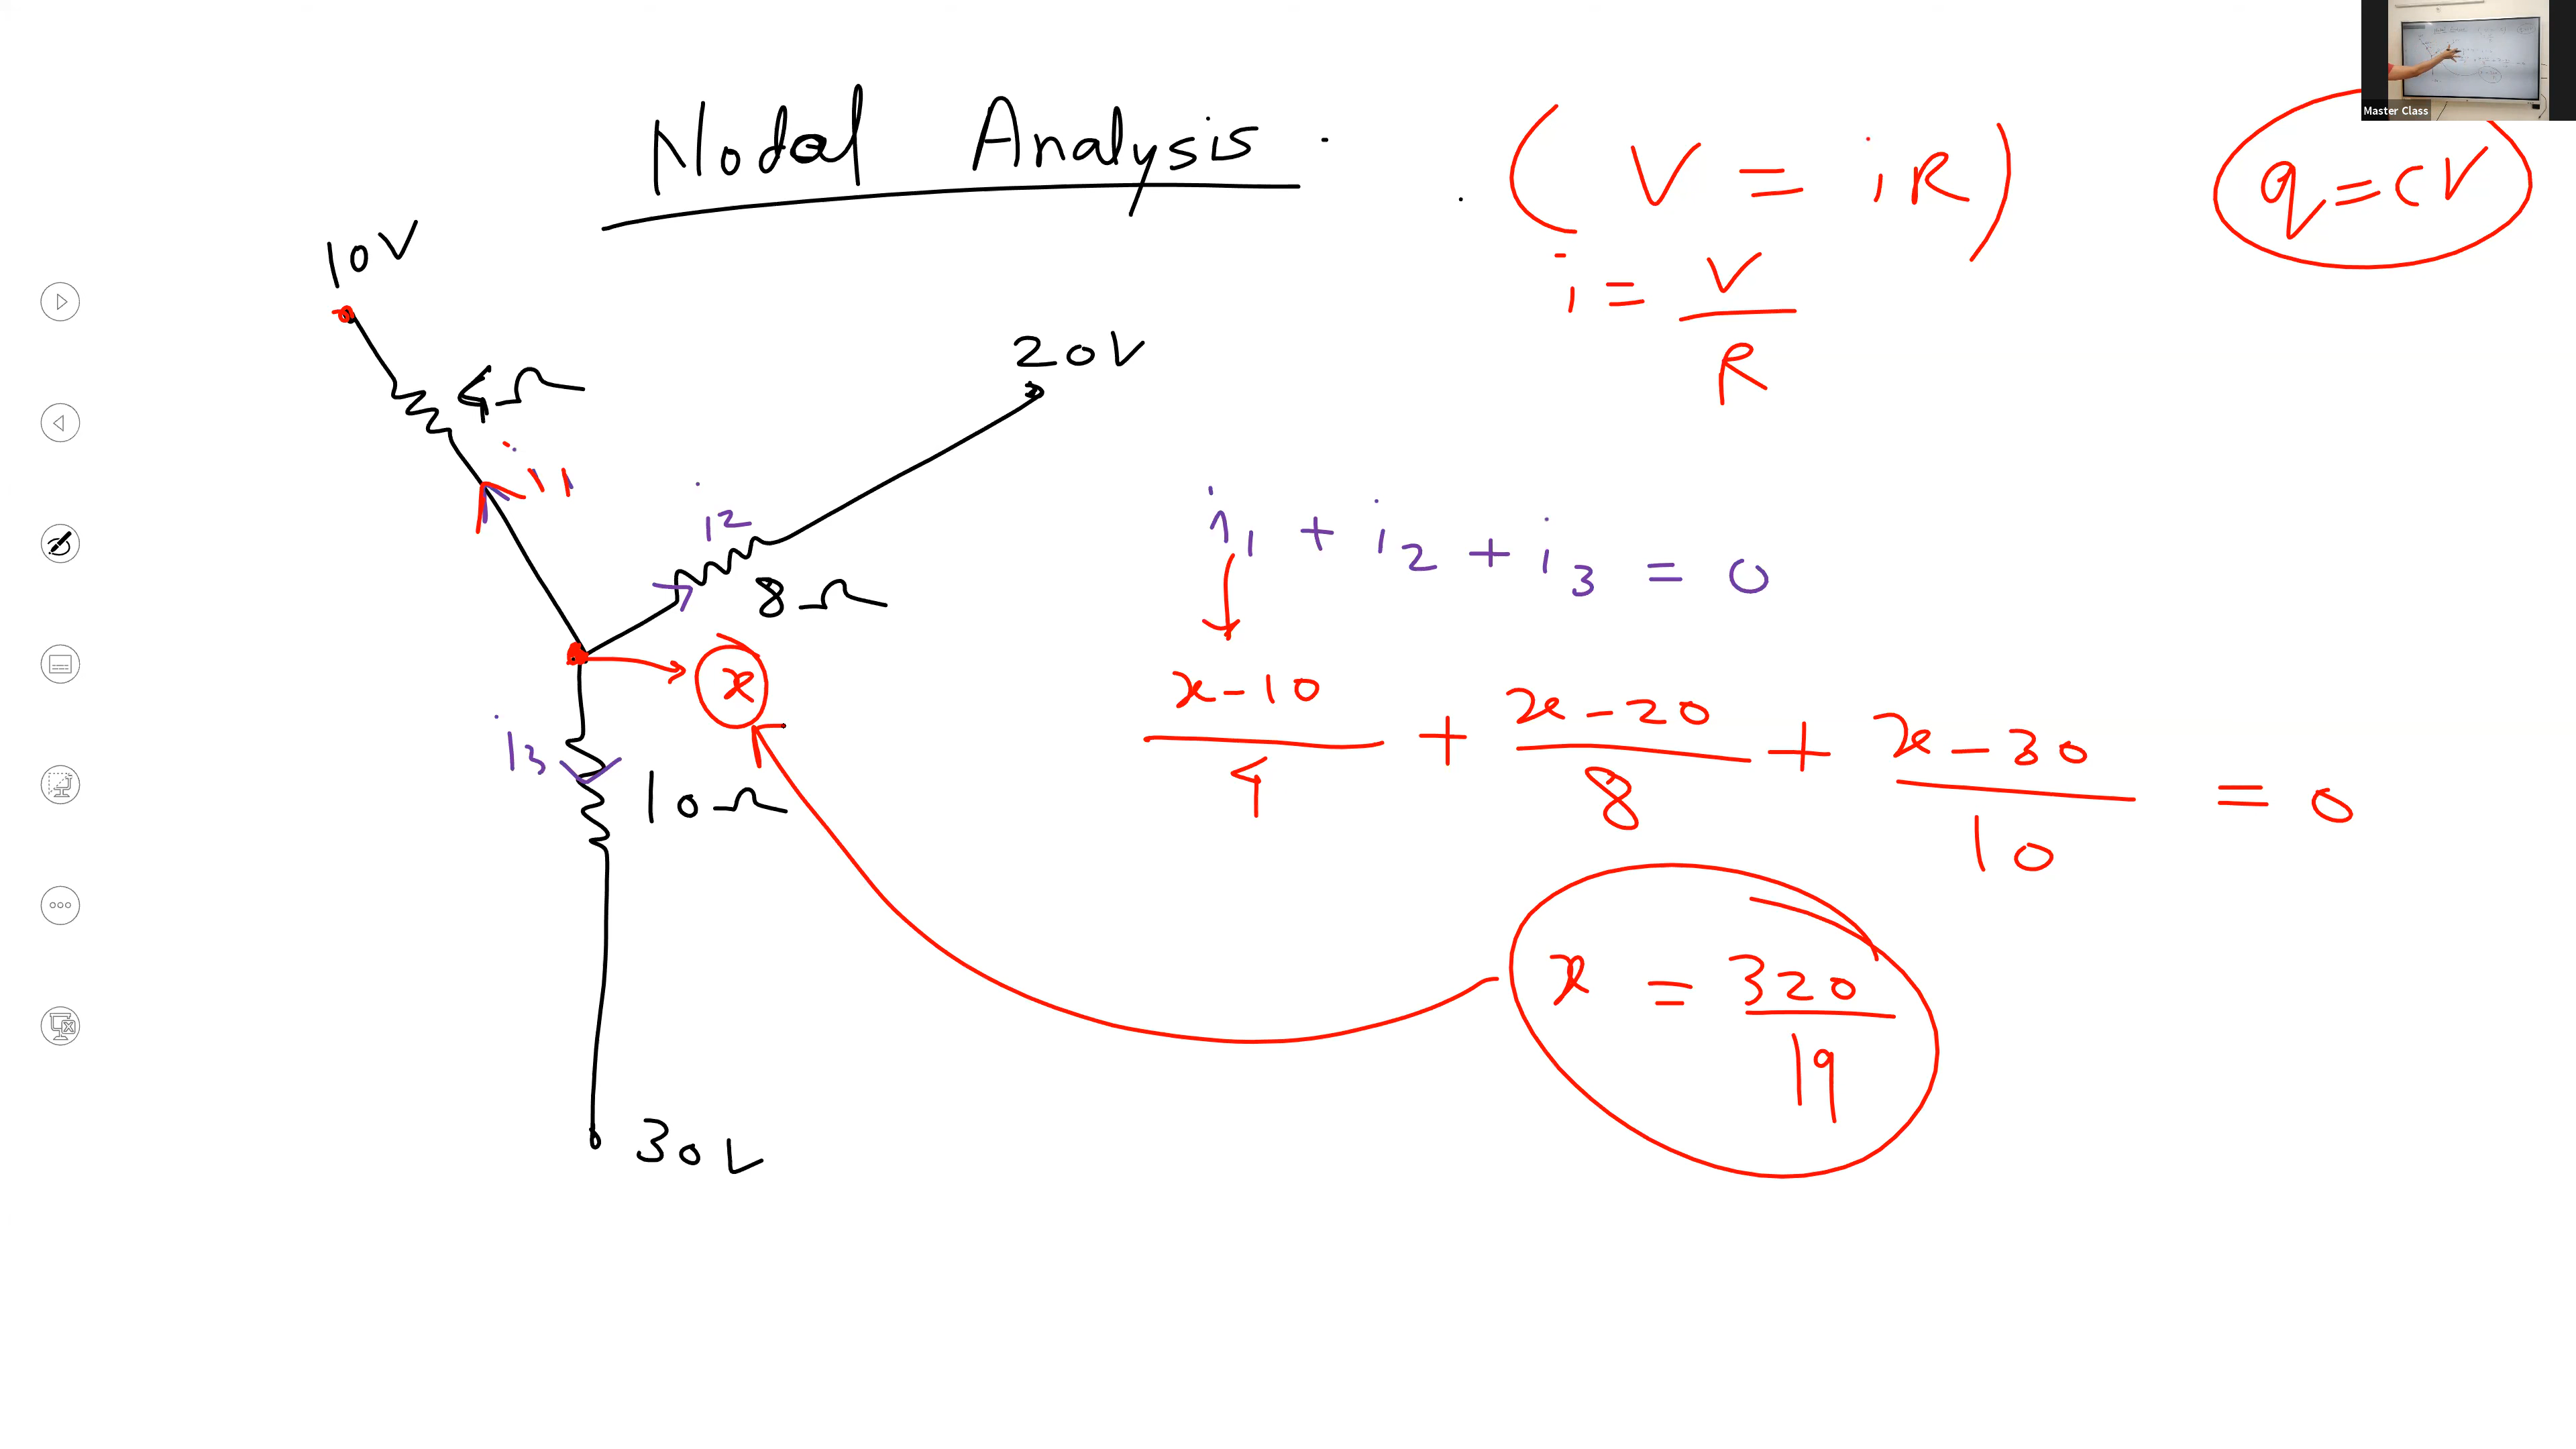 Master Class
Nodal Analysis.
(V = iR)
q = CV
i = V/R
10V
4Ω
i1
20V
i2
8Ω
x
i3
10Ω
30V
i1 + i2 + i3 = 0
x-10/4 + x-20/8 + x-30/10 = 0
x = 320/19